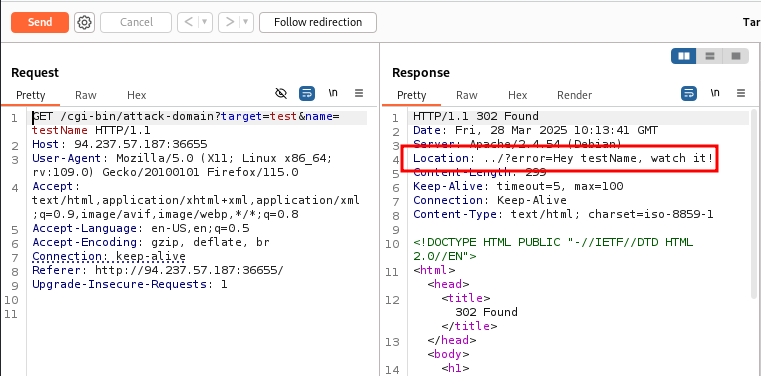 Send Cancel < > Follow redirection Tar
Request
Pretty Raw Hex \n
1 GET /cgi-bin/attack-domain?target=test&name=
testName HTTP/1.1
2 Host: 94.237.57.187:36655
3 User-Agent: Mozilla/5.0 (X11; Linux x86_64;
rv:109.0) Gecko/20100101 Firefox/115.0
4 Accept:
text/html,application/xhtml+xml,application/xml
;q=0.9,image/avif,image/webp,*/*;q=0.8
5 Accept-Language: en-US,en;q=0.5
6 Accept-Encoding: gzip, deflate, br
7 Connection: keep-alive
8 Referer: http://94.237.57.187:36655/
9 Upgrade-Insecure-Requests: 1
10
11
Response
Pretty Raw Hex Render \n
1 HTTP/1.1 302 Found
2 Date: Fri, 28 Mar 2025 10:13:41 GMT
3 Server: Apache/2.4.54 (Debian)
4 Location: ../?error=Hey testName, watch it!
5 Content-Length: 299
6 Keep-Alive: timeout=5, max=100
7 Connection: Keep-Alive
8 Content-Type: text/html; charset=iso-8859-1
9
10 <!DOCTYPE HTML PUBLIC "-//IETF//DTD HTML
2.0//EN">
11 <html>
<head>
12 <title>
302 Found
</title>
13 </head>
<body>
14 <h1>